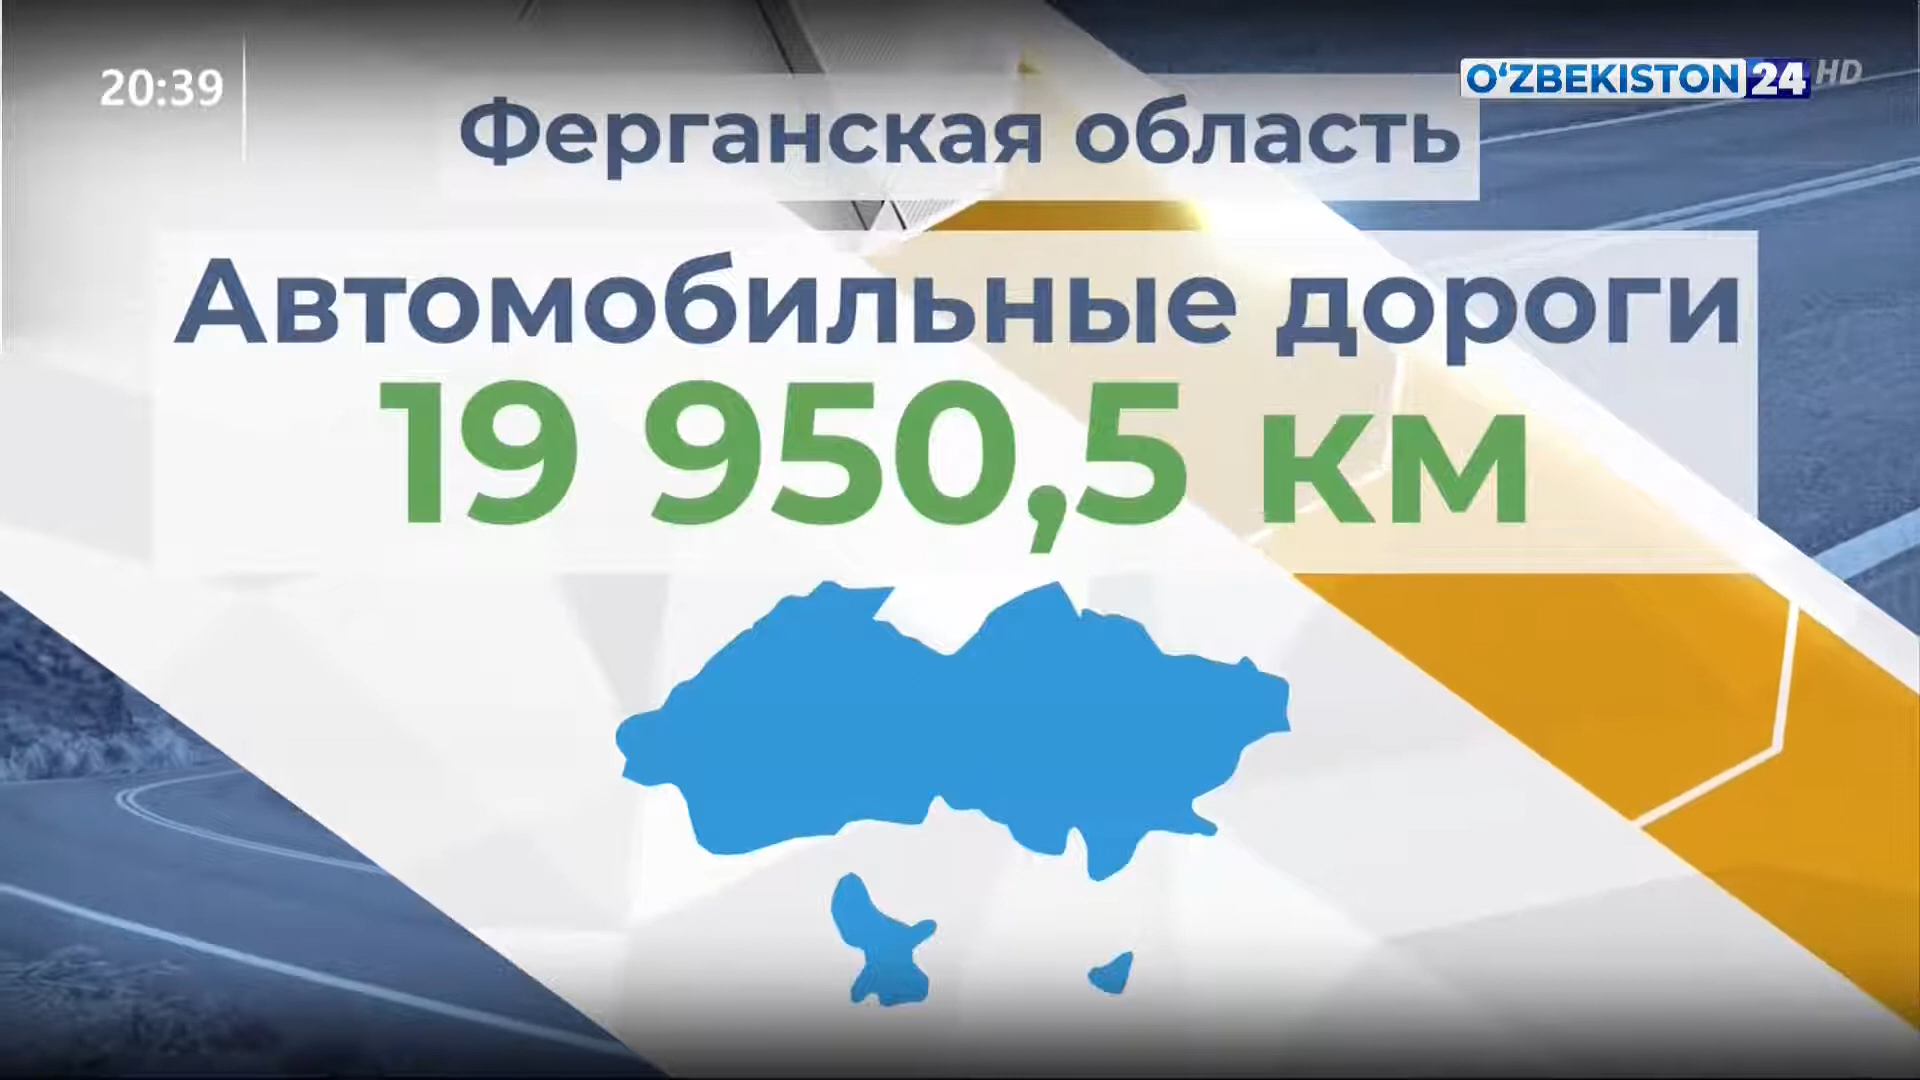 20:39
O‘ZBEKISTON 24 HD
Ферганская область
Автомобильные дороги
19 950,5 км